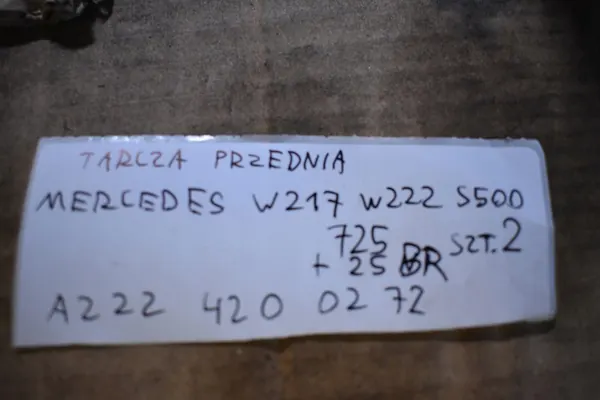 TARCZA PRZEDNIA
MERCEDES W217 W222 S500
725 SZT. 2
+ 25 BR
A222 420 02 72